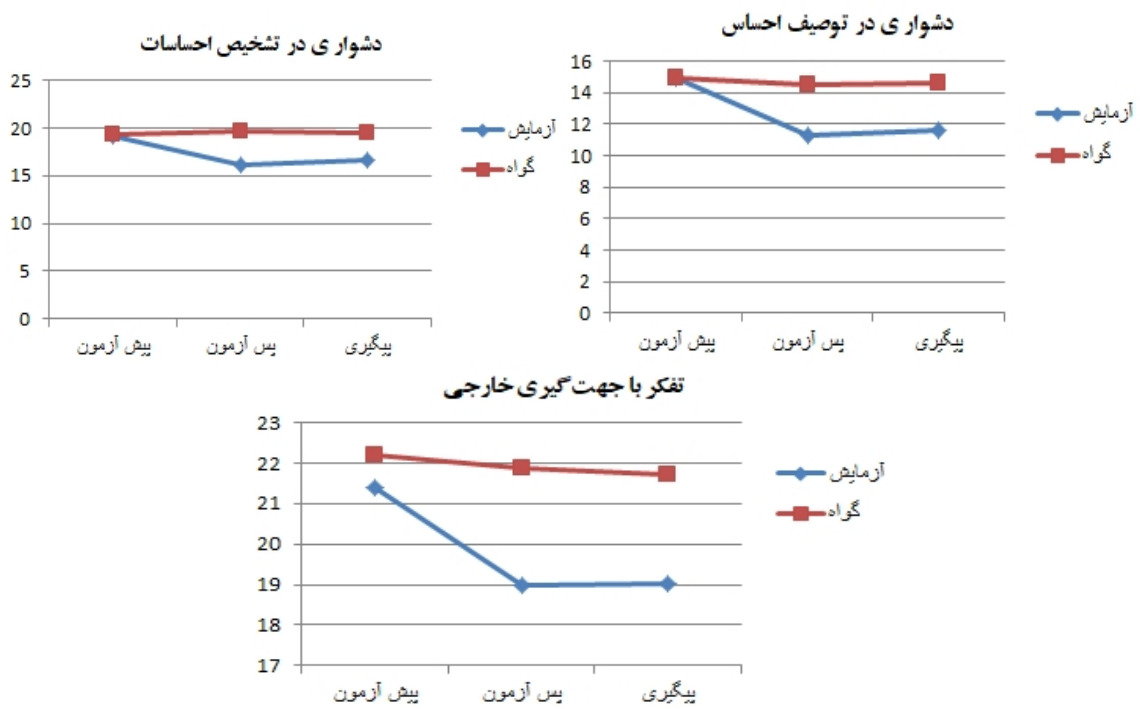 دشوار ی در تشخیص احساسات
25
20
15
10
5
0
پیش آزمون
پس آزمون
پیگیری
آزمایش
گواه
دشوار ی در توصیف احساس
16
14
12
10
8
6
4
2
0
پیش آزمون
پس آزمون
پیگیری
آزمایش
گواه
تفکر با جهت‌گیری خارجی
23
22
21
20
19
18
17
پیش آزمون
پس آزمون
پیگیری
آزمایش
گواه